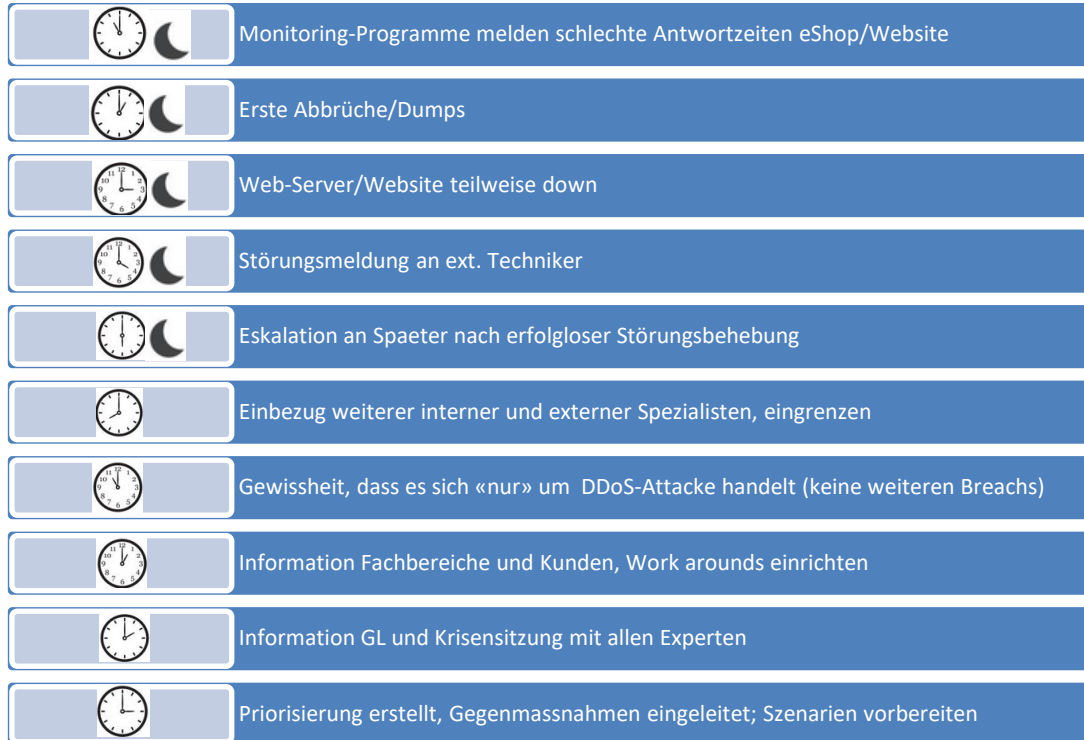 Monitoring-Programme melden schlechte Antwortzeiten eShop/Website
Erste Abbrüche/Dumps
Web-Server/Website teilweise down
Störungsmeldung an ext. Techniker
Eskalation an Spaeter nach erfolgloser Störungsbehebung
Einbezug weiterer interner und externer Spezialisten, eingrenzen
Gewissheit, dass es sich «nur» um  DDoS-Attacke handelt (keine weiteren Breachs)
Information Fachbereiche und Kunden, Work arounds einrichten
Information GL und Krisensitzung mit allen Experten
Priorisierung erstellt, Gegenmassnahmen eingeleitet; Szenarien vorbereiten